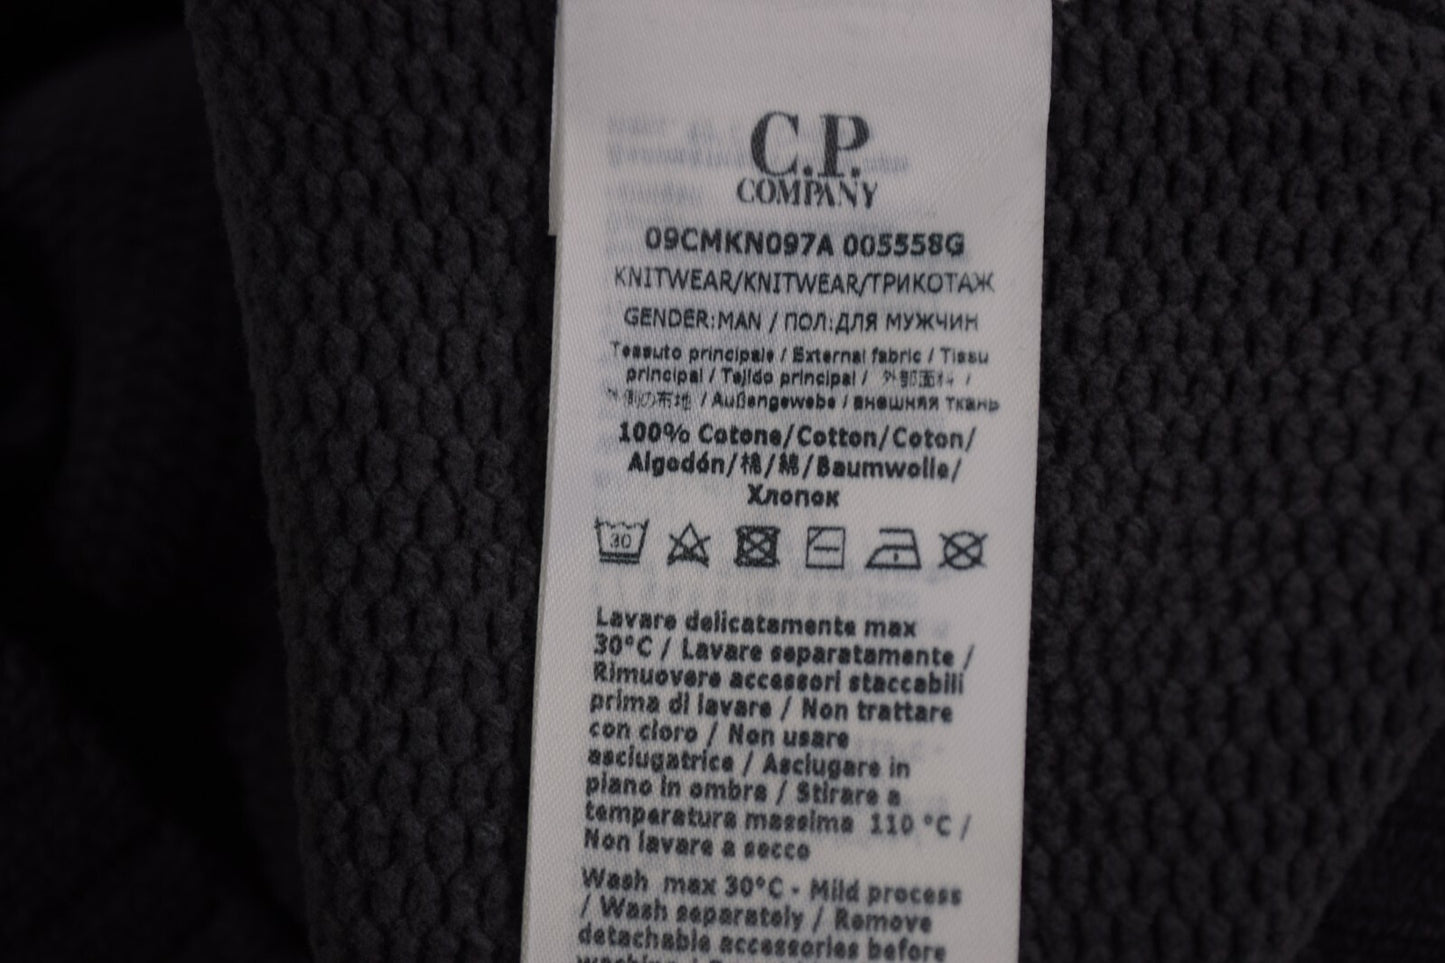 C.P.
COMPANY
09CMKN097A 005558G
KNITWEAR/KNITWEAR/ТРИКОТАЖ
GENDER:MAN / ПОЛ:ДЛЯ МУЖЧИН
Tessuto principale / External fabric / Tissu
principal / Tejido principal / 外部面料 /
外側の布地 / Außengewebe / внешняя ткань
100% Cotone/Cotton/Coton/
Algodón/棉/綿/Baumwolle/
Хлопок
30
Lavare delicatamente max
30°C / Lavare separatamente /
Rimuovere accessori staccabili
prima di lavare / Non trattare
con cloro / Non usare
asciugatrice / Asciugare in
piano in ombra / Stirare a
temperatura massima 110 °C /
Non lavare a secco
Wash max 30°C - Mild process
/ Wash separately / Remove
detachable accessories before